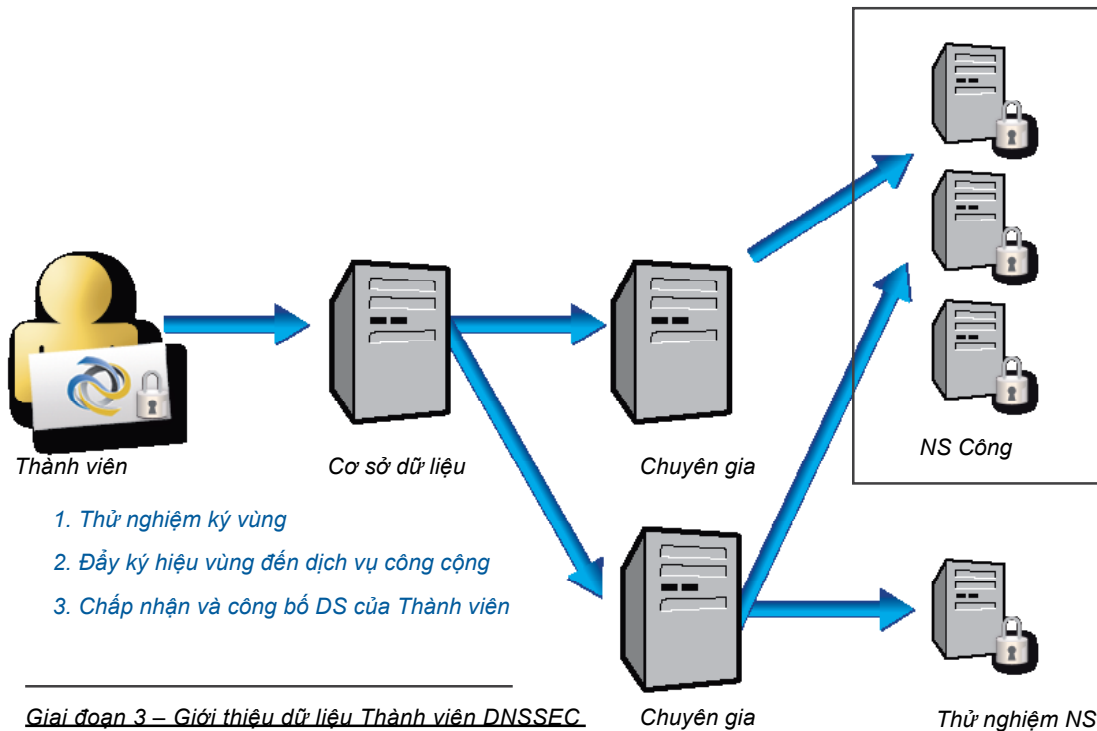 NS Công
Thành viên
Cơ sở dữ liệu
Chuyên gia
1. Thử nghiệm ký vùng
2. Đẩy ký hiệu vùng đến dịch vụ công cộng
3. Chấp nhận và công bố DS của Thành viên
Giai đoạn 3 – Giới thiệu dữ liệu Thành viên DNSSEC
Chuyên gia
Thử nghiệm NS